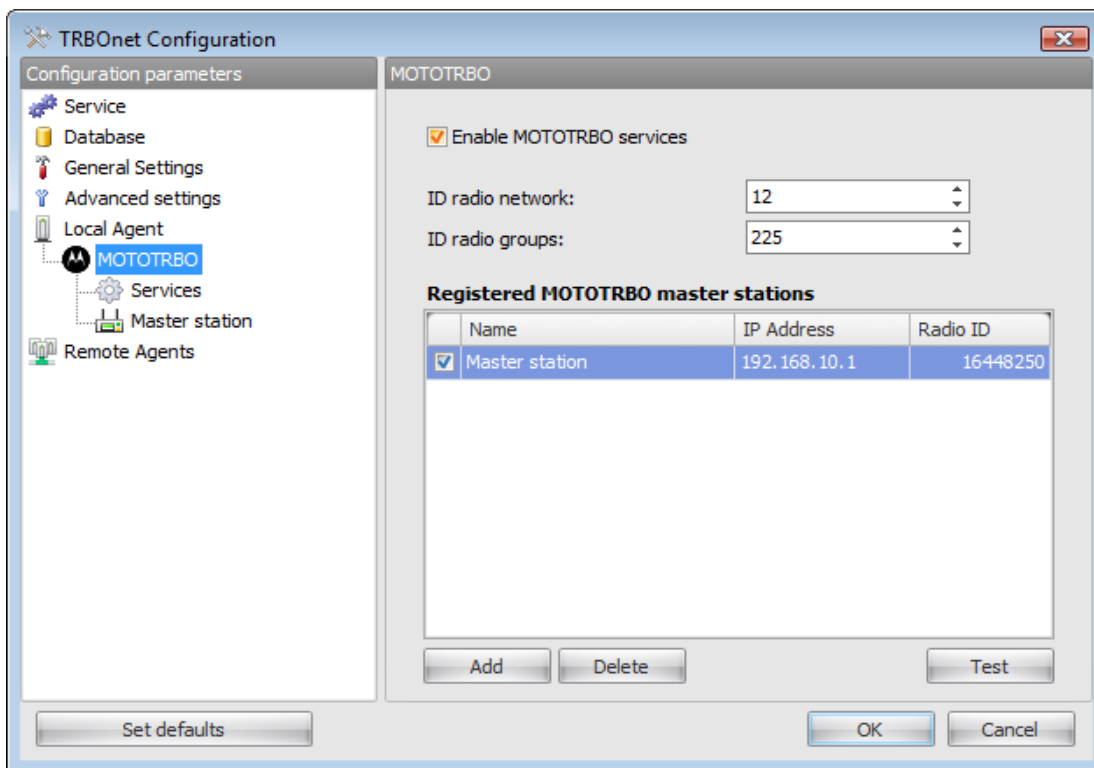 TRBOnet Configuration
Configuration parameters
Service
Database
General Settings
Advanced settings
Local Agent
MOTOTRBO
Services
Master station
Remote Agents
MOTOTRBO
Enable MOTOTRBO services
ID radio network: 12
ID radio groups: 225
Registered MOTOTRBO master stations
Name IP Address Radio ID
Master station 192.168.10.1 16448250
Add Delete Test
Set defaults OK Cancel